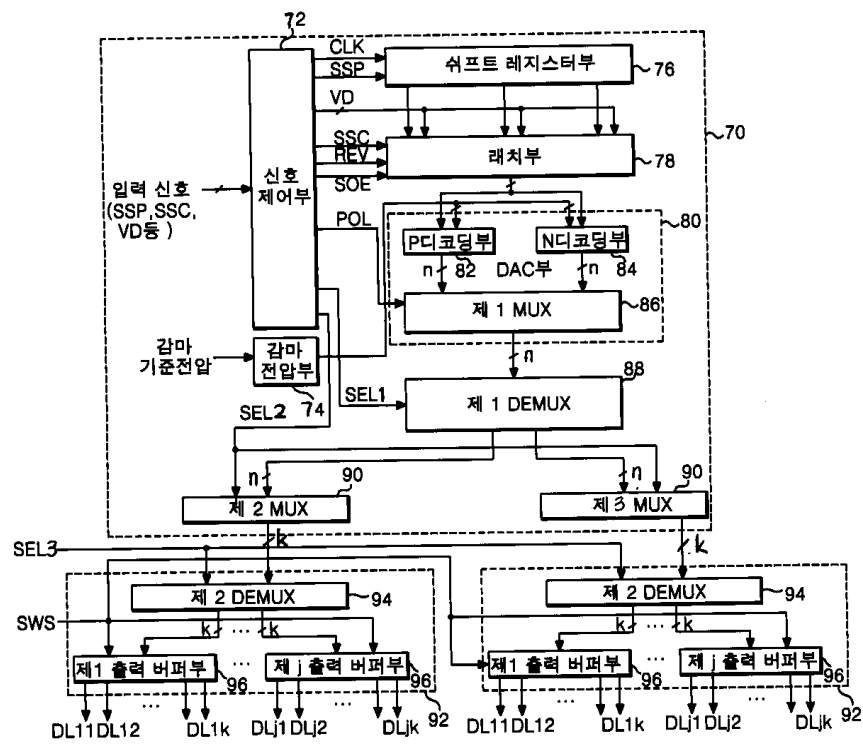 72
CLK
SSP
쉬프트 레지스터부
76
VD
70
SSC
REV
SOE
래치부
78
신호
제어부
입력 신호
(SSP,SSC,
VD등 )
n
POL
80
P디코딩부
N디코딩부
82
DAC부
84
n
n
제 1 MUX
86
감마
기준전압
감마
전압부
74
n
88
SEL2
SEL1
제 1 DEMUX
n
90
n
90
제 2 MUX
제 3 MUX
k
k
SEL3
제 2 DEMUX
94
제 2 DEMUX
94
SWS
k ··· k
k ··· k
제1 출력 버퍼부
96
···
제 j 출력 버퍼부
96
제1 출력 버퍼부
96
···
제 j 출력 버퍼부
96
92
92
DL11 DL12 ··· DL1k
DLj1 DLj2 ··· DLjk
DL11 DL12 ··· DL1k
DLj1 DLj2 ··· DLjk